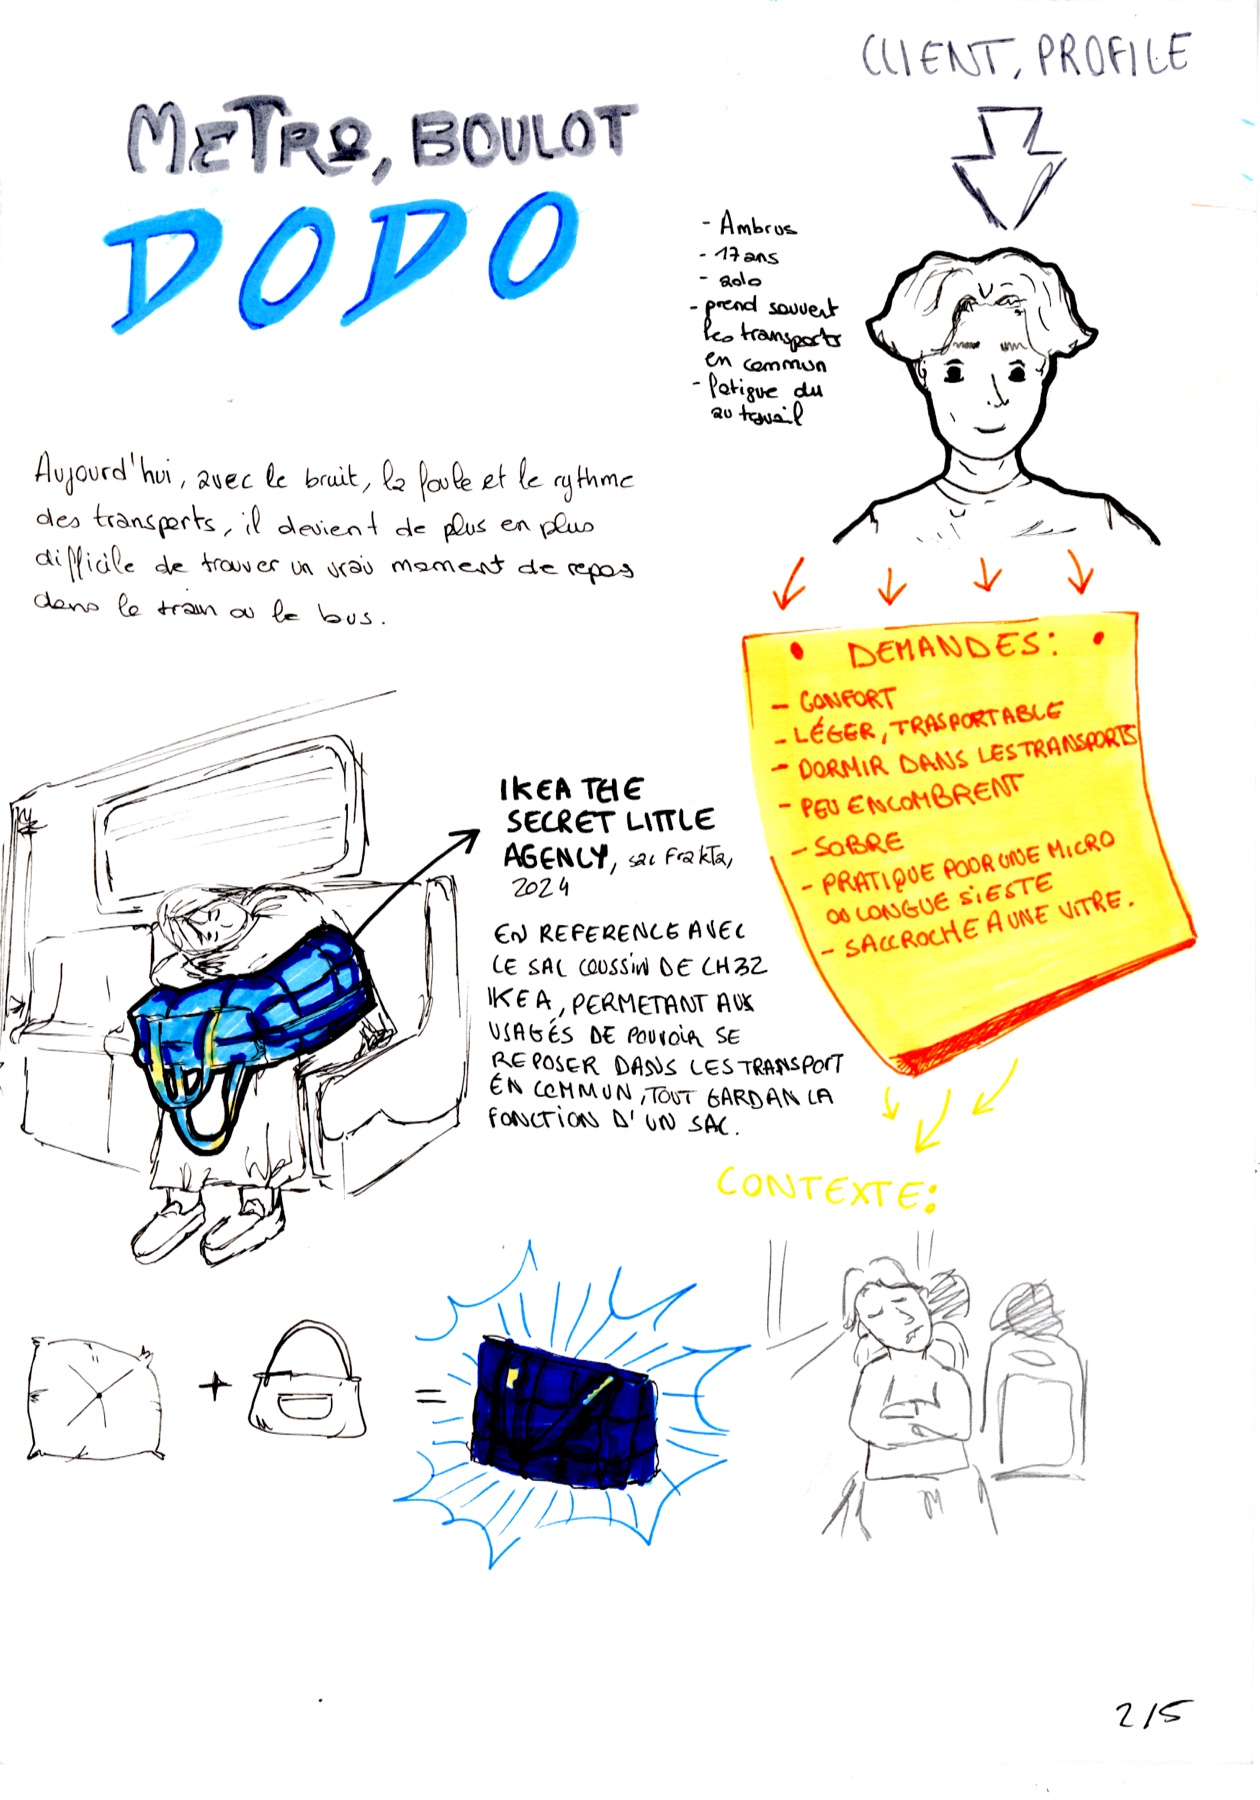 CLIENT, PROFILE
METRO, BOULOT
DODO
- Ambrus
- 17 ans
- solo
- prend souvent
les transports
en commun
- fatigue du
au travail
Aujourd'hui, avec le bruit, la foule et le rythme
des transports, il devient de plus en plus
difficile de trouver un vrai moment de repos
dans le train ou le bus.
DEMANDES:
- CONFORT
- LÉGER, TRASPORTABLE
- DORMIR DANS LES TRANSPORTS
- PEU ENCOMBRENT
- SOBRE
- PRATIQUE POUR UNE MICRO
OU LONGUE SIESTE
- SACCROCHE A UNE VITRE.
IKEA THE
SECRET LITTLE
AGENCY, sac Frakta,
2024
EN REFERENCE AVEC
LE SAC COUSSIN DE CHEZ
IKEA, PERMETANT AUX
USAGÉS DE POUVOIR SE
REPOSER DANS LES TRANSPORT
EN COMMUN, TOUT GARDAN LA
FONCTION D'UN SAC.
CONTEXTE:
+
=
2/5